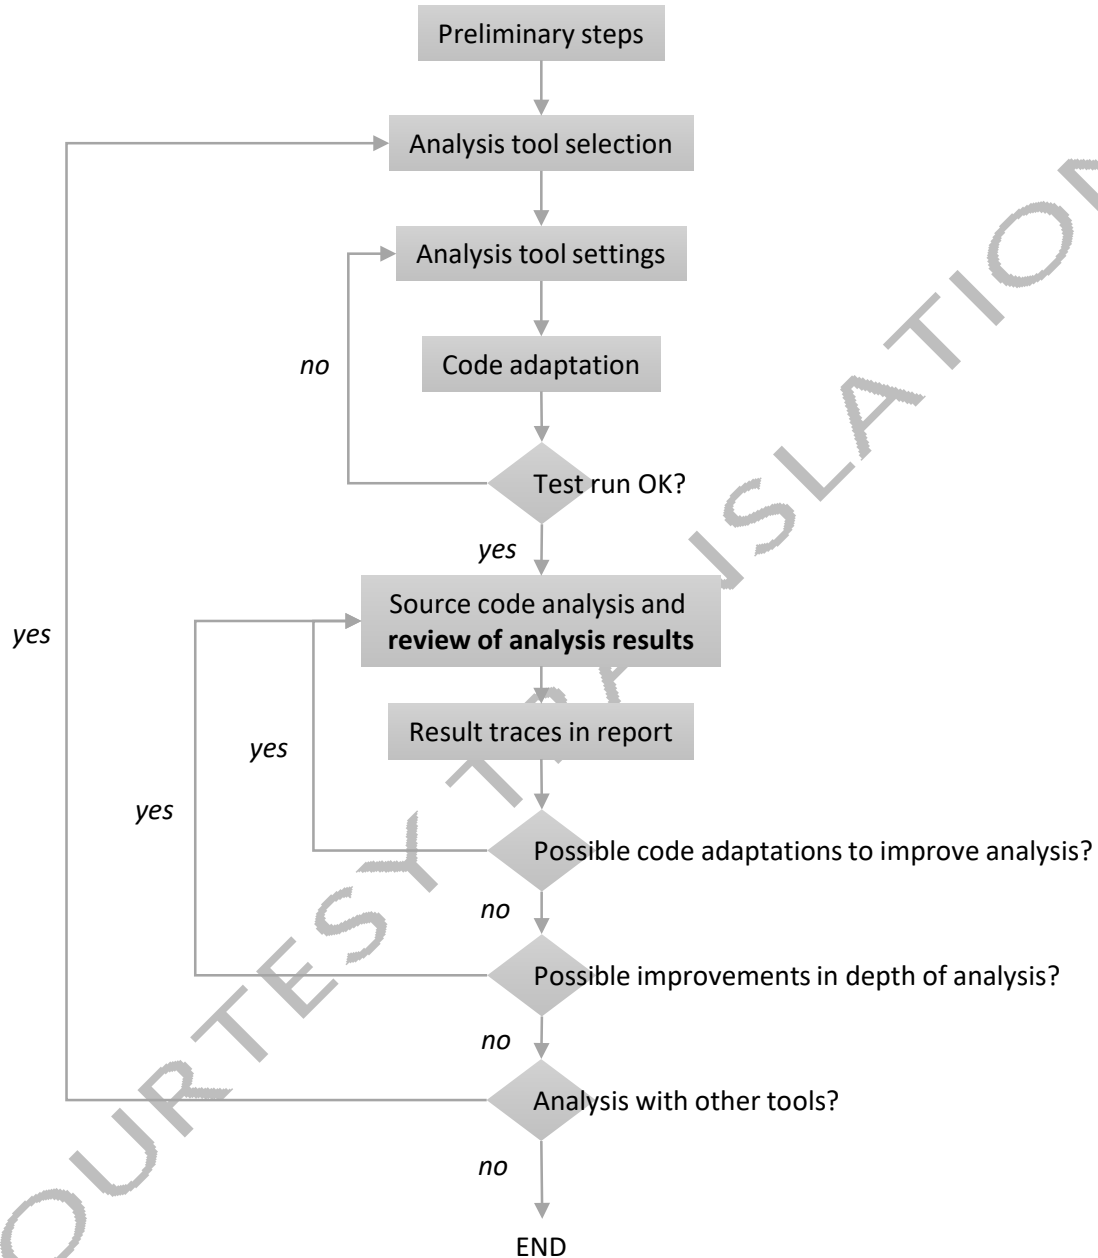 Preliminary steps
Analysis tool selection
Analysis tool settings
no
Code adaptation
Test run OK?
yes
Source code analysis and
review of analysis results
yes
Result traces in report
yes
yes
Possible code adaptations to improve analysis?
no
Possible improvements in depth of analysis?
no
Analysis with other tools?
no
END
OURTESY TRANSLATION